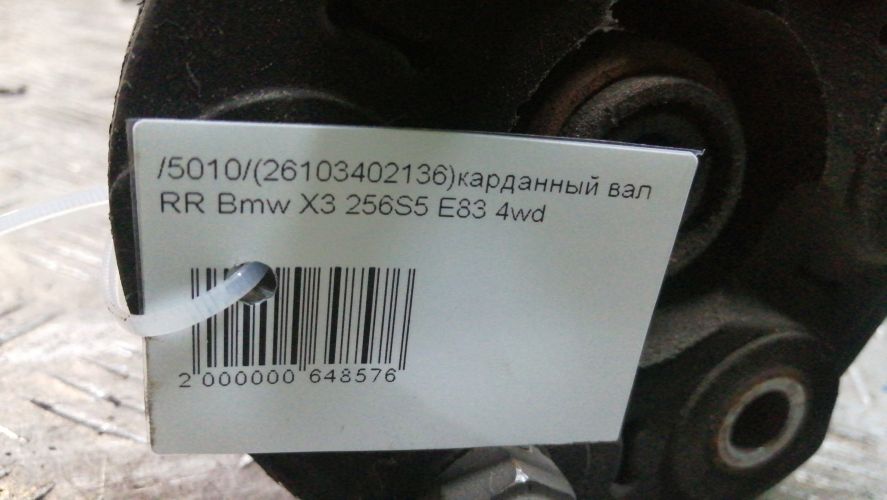 /5010/(26103402136)карданный вал
RR Bmw X3 256S5 E83 4wd
2 000000 648576